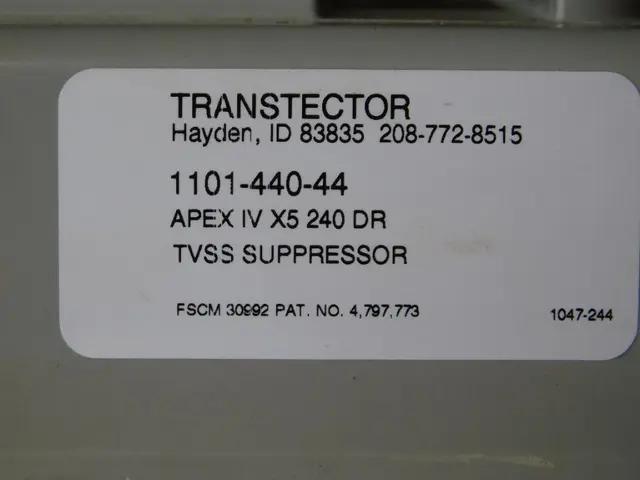 TRANSTECTOR
Hayden, ID 83835 208-772-8515
1101-440-44
APEX IV X5 240 DR
TVSS SUPPRESSOR
FSCM 30992 PAT. NO. 4,797,773
1047-244